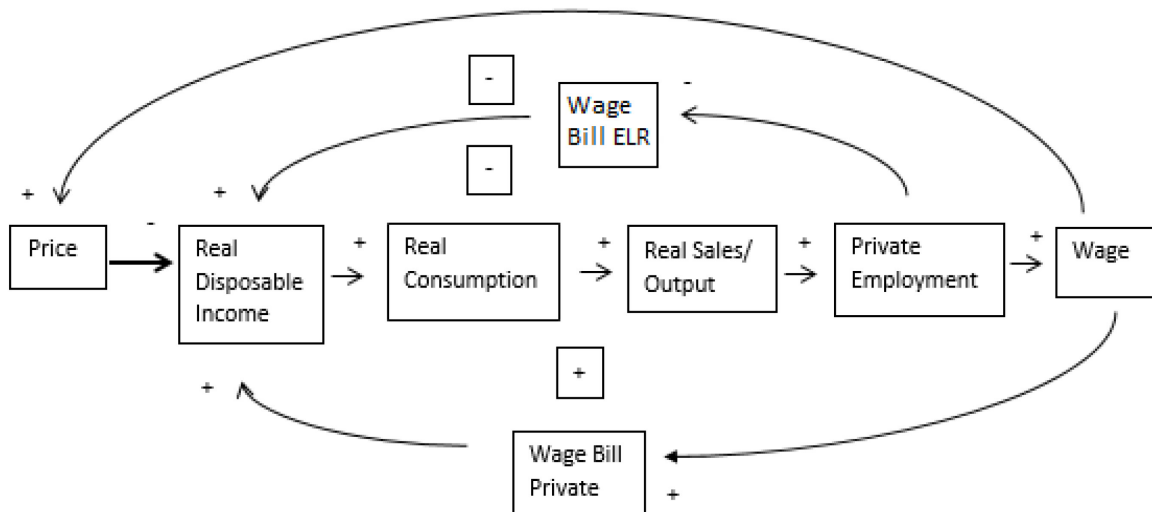 -
Wage
Bill ELR
-
-
+
-
+
Price
Real
Disposable
Income
+
Real
Consumption
+
Real Sales/
Output
+
Private
Employment
+
Wage
+
+
Wage Bill
Private
+